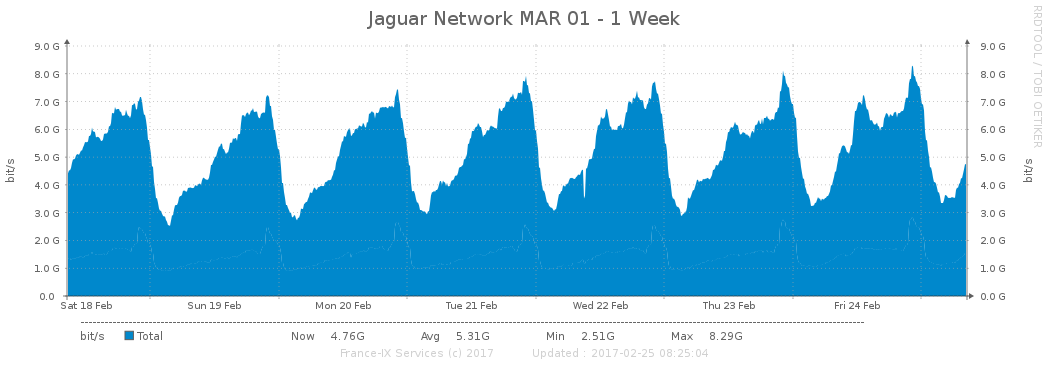 Jaguar Network MAR 01 - 1 Week
RRDTOOL / TOBI OETIKER
bit/s
9.0 G 9.0 G
8.0 G 8.0 G
7.0 G 7.0 G
6.0 G 6.0 G
5.0 G 5.0 G
4.0 G 4.0 G
3.0 G 3.0 G
2.0 G 2.0 G
1.0 G 1.0 G
0.0 0.0 G
bit/s
Sat 18 Feb Sun 19 Feb Mon 20 Feb Tue 21 Feb Wed 22 Feb Thu 23 Feb Fri 24 Feb
bit/s Total Now 4.76G Avg 5.31G Min 2.51G Max 8.29G
France-IX Services (c) 2017 Updated : 2017-02-25 08:25:04